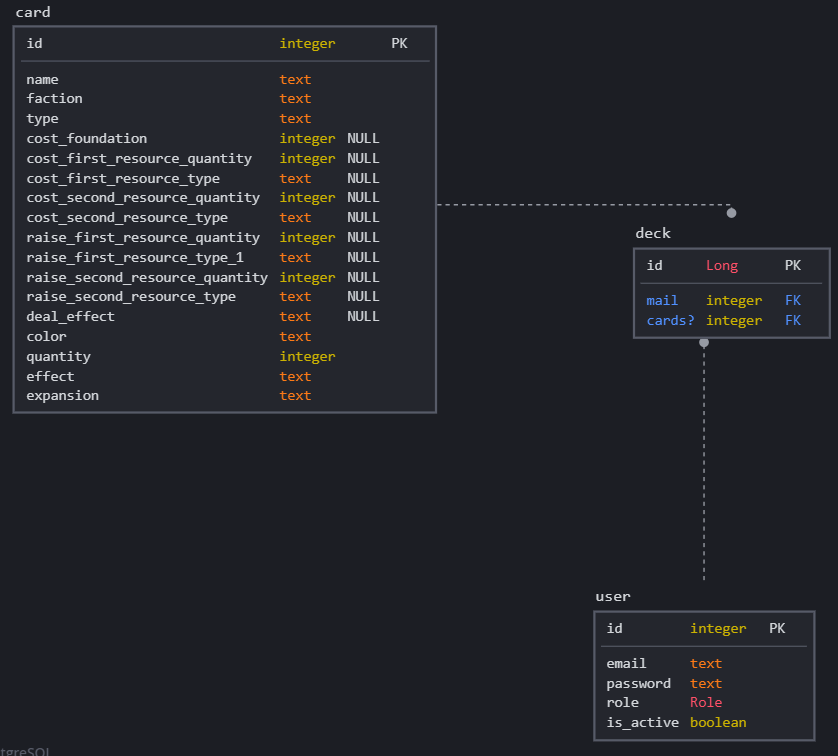 card
id integer PK
name text
faction text
type text
cost_foundation integer NULL
cost_first_resource_quantity integer NULL
cost_first_resource_type text NULL
cost_second_resource_quantity integer NULL
cost_second_resource_type text NULL
raise_first_resource_quantity integer NULL
raise_first_resource_type_1 text NULL
raise_second_resource_quantity integer NULL
raise_second_resource_type text NULL
deal_effect text NULL
color text
quantity integer
effect text
expansion text
deck
id Long PK
mail integer FK
cards? integer FK
user
id integer PK
email text
password text
role Role
is_active boolean